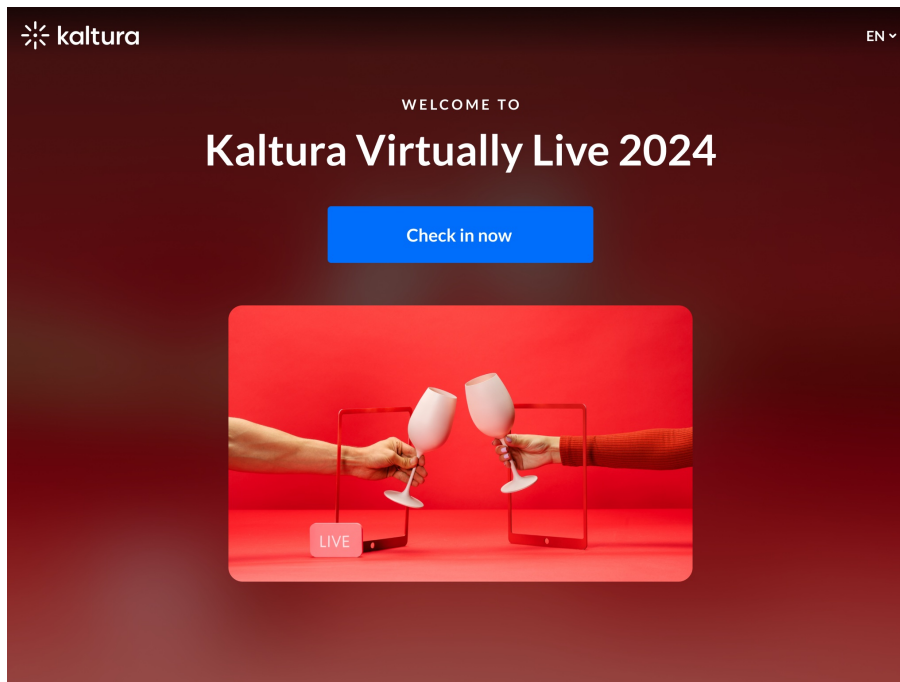 kaltura
EN
WELCOME TO
Kaltura Virtually Live 2024
Check in now
LIVE